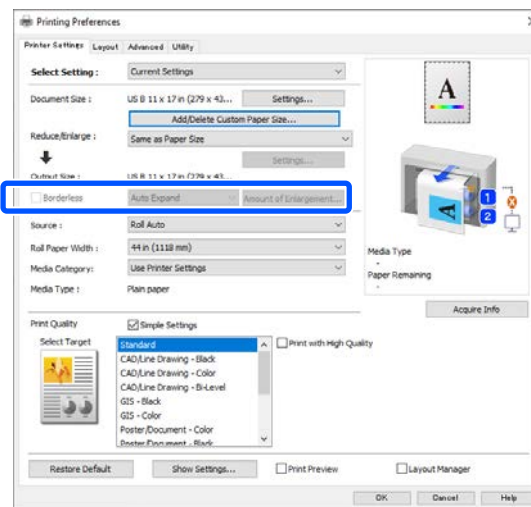 Printing Preferences
Printer Settings Layout Advanced Utility
Select Setting : Current Settings
Document Size : US B 11 x 17 in (279 x 43... Settings...
Add/Delete Custom Paper Size...
Reduce/Enlarge : Same as Paper Size
Settings...
Output Size : US B 11 x 17 in (279 x 43...
Borderless Auto Expand Amount of Enlargement...
Source : Roll Auto
Roll Paper Width : 44 in (1118 mm)
Media Category: Use Printer Settings
Media Type : Plain paper
A
A
1
2
Media Type
-
Paper Remaining
-
Acquire Info
Print Quality Simple Settings
Select Target
Standard
CAD/Line Drawing - Black
CAD/Line Drawing - Color
CAD/Line Drawing - Bi-Level
GIS - Black
GIS - Color
Poster/Document - Color
Poster/Document - Black
Print with High Quality
Restore Default Show Settings... Print Preview Layout Manager
OK Cancel Help